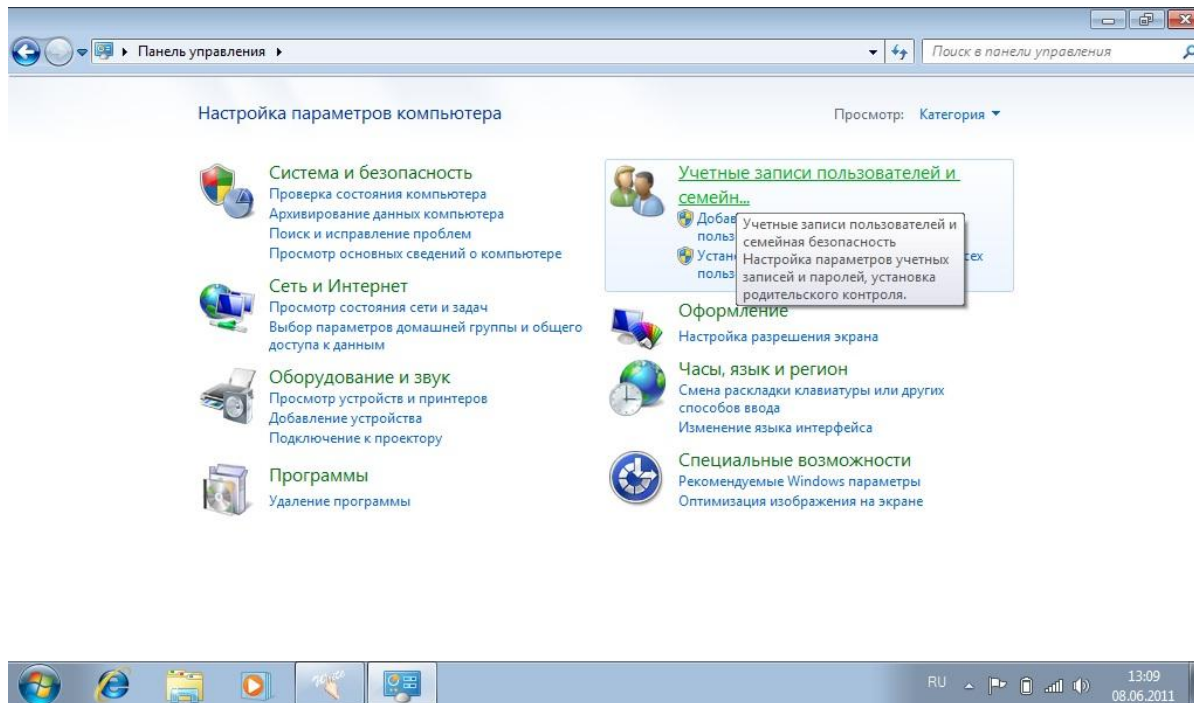 Панель управления
Поиск в панели управления
Настройка параметров компьютера
Просмотр: Категория
Система и безопасность
Проверка состояния компьютера
Архивирование данных компьютера
Поиск и исправление проблем
Просмотр основных сведений о компьютере
Сеть и Интернет
Просмотр состояния сети и задач
Выбор параметров домашней группы и общего
доступа к данным
Оборудование и звук
Просмотр устройств и принтеров
Добавление устройства
Подключение к проектору
Программы
Удаление программы
Учетные записи пользователей и
семейн...
Учетные записи пользователей и
семейная безопасность
Настройка параметров учетных
записей и паролей, установка
родительского контроля.
Оформление
Настройка разрешения экрана
Часы, язык и регион
Смена раскладки клавиатуры или других
способов ввода
Изменение языка интерфейса
Специальные возможности
Рекомендуемые Windows параметры
Оптимизация изображения на экране
RU
13:09
08.06.2011